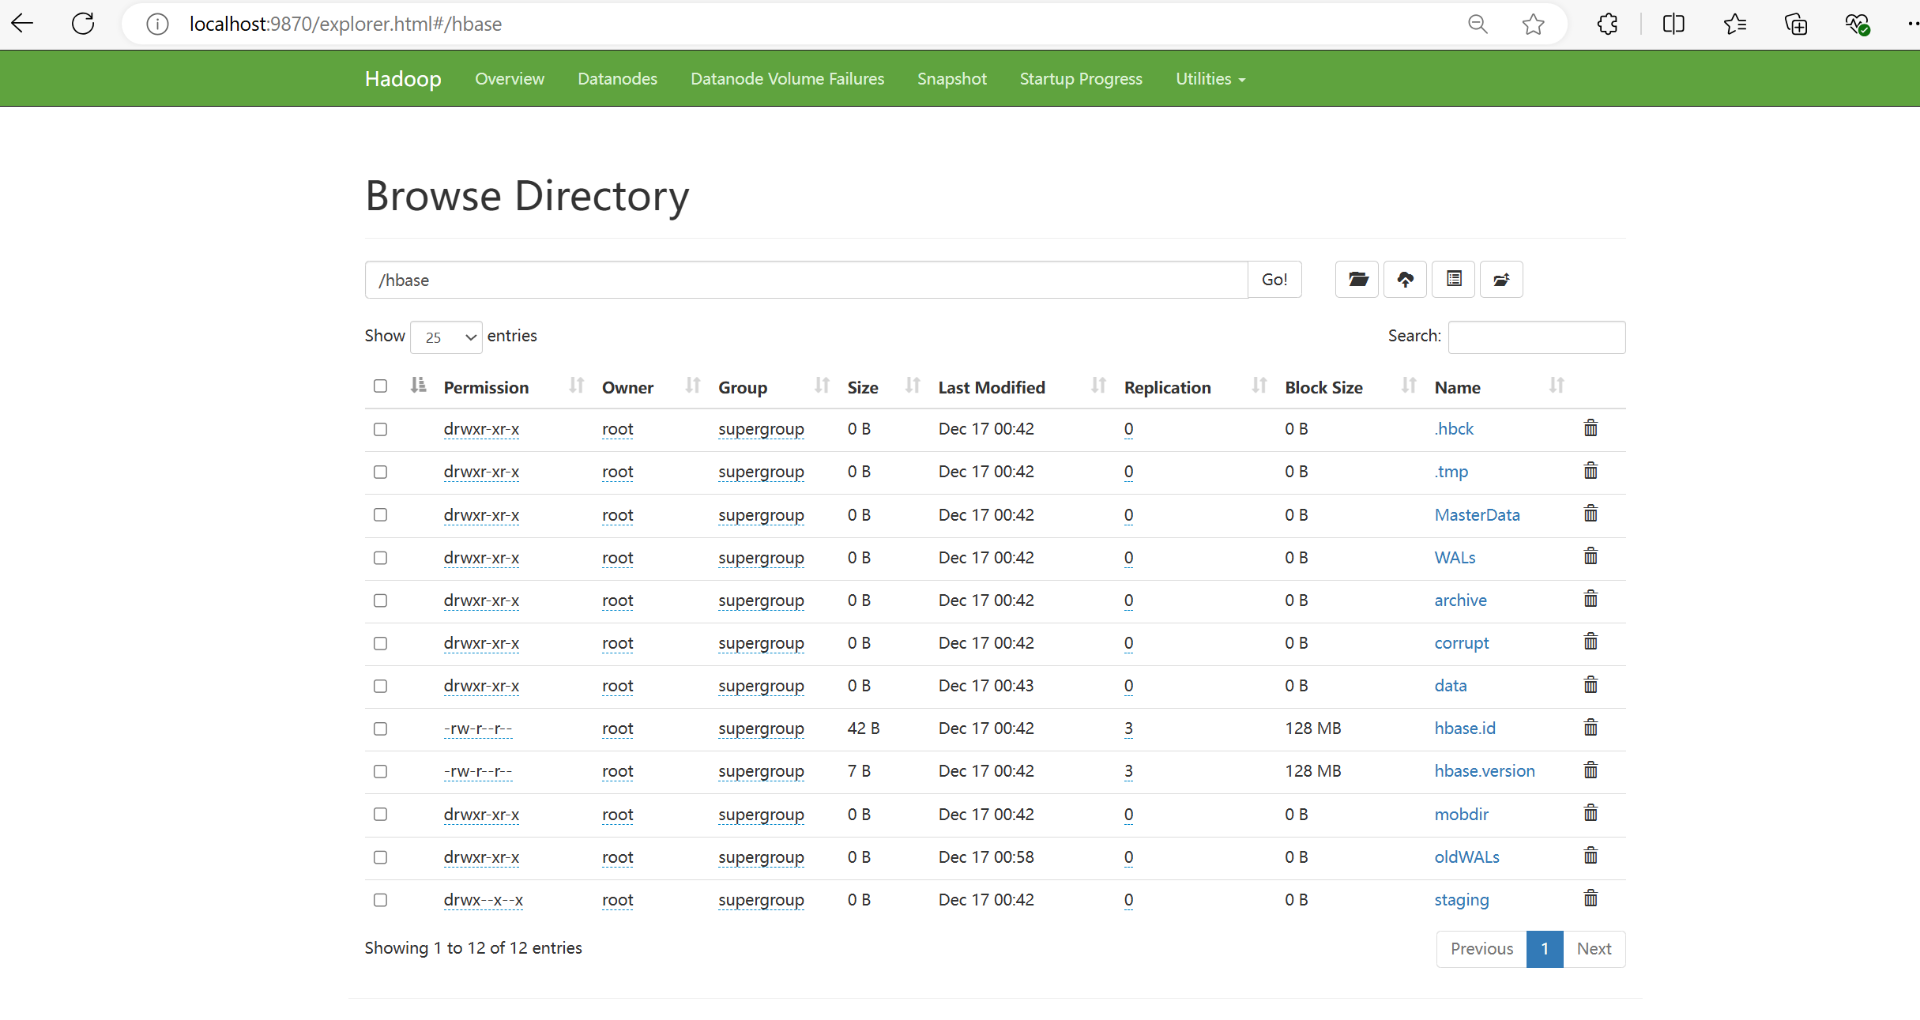 localhost:9870/explorer.html#/hbase
Hadoop Overview Datanodes Datanode Volume Failures Snapshot Startup Progress Utilities
Browse Directory
/hbase Go!
Show 25 entries Search:
Permission Owner Group Size Last Modified Replication Block Size Name
drwxr-xr-x root supergroup 0 B Dec 17 00:42 0 0 B .hbck
drwxr-xr-x root supergroup 0 B Dec 17 00:42 0 0 B .tmp
drwxr-xr-x root supergroup 0 B Dec 17 00:42 0 0 B MasterData
drwxr-xr-x root supergroup 0 B Dec 17 00:42 0 0 B WALs
drwxr-xr-x root supergroup 0 B Dec 17 00:42 0 0 B archive
drwxr-xr-x root supergroup 0 B Dec 17 00:42 0 0 B corrupt
drwxr-xr-x root supergroup 0 B Dec 17 00:43 0 0 B data
-rw-r--r-- root supergroup 42 B Dec 17 00:42 3 128 MB hbase.id
-rw-r--r-- root supergroup 7 B Dec 17 00:42 3 128 MB hbase.version
drwxr-xr-x root supergroup 0 B Dec 17 00:42 0 0 B mobdir
drwxr-xr-x root supergroup 0 B Dec 17 00:58 0 0 B oldWALs
drwx--x--x root supergroup 0 B Dec 17 00:42 0 0 B staging
Showing 1 to 12 of 12 entries Previous 1 Next